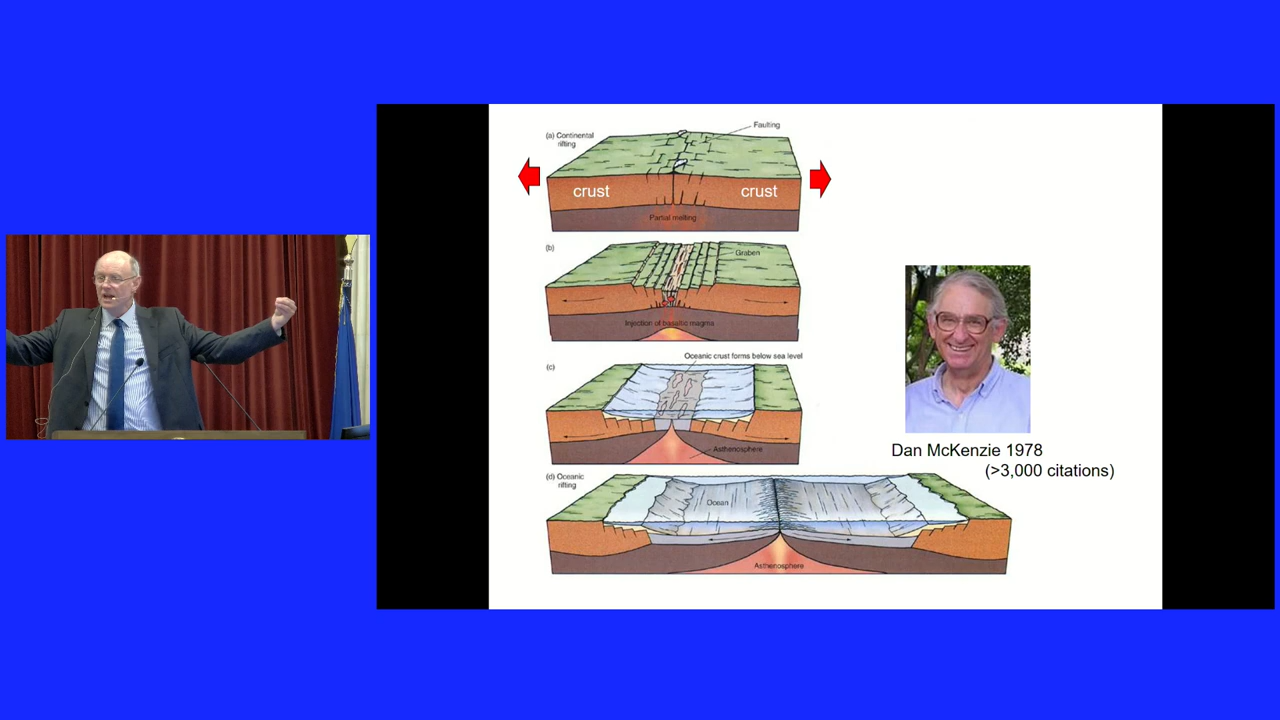 (a) Continental
rifting
Faulting
crust
crust
Partial melting
(b)
Graben
Injection of basaltic magma
Oceanic crust forms below sea level
(c)
Asthenosphere
(d) Oceanic
rifting
Ocean
Asthenosphere
Dan McKenzie 1978
(>3,000 citations)